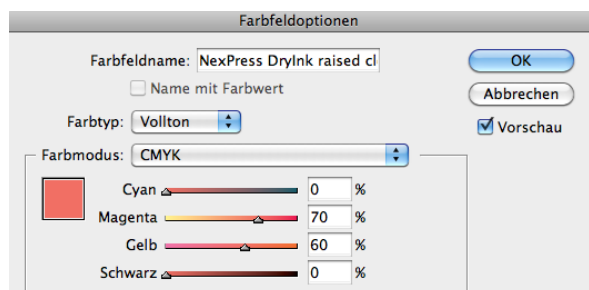 Farbfeldoptionen
Farbfeldname: NexPress DryInk raised cl
OK
Name mit Farbwert
Abbrechen
Farbtyp: Vollton
Vorschau
Farbmodus: CMYK
Cyan 0 %
Magenta 70 %
Gelb 60 %
Schwarz 0 %